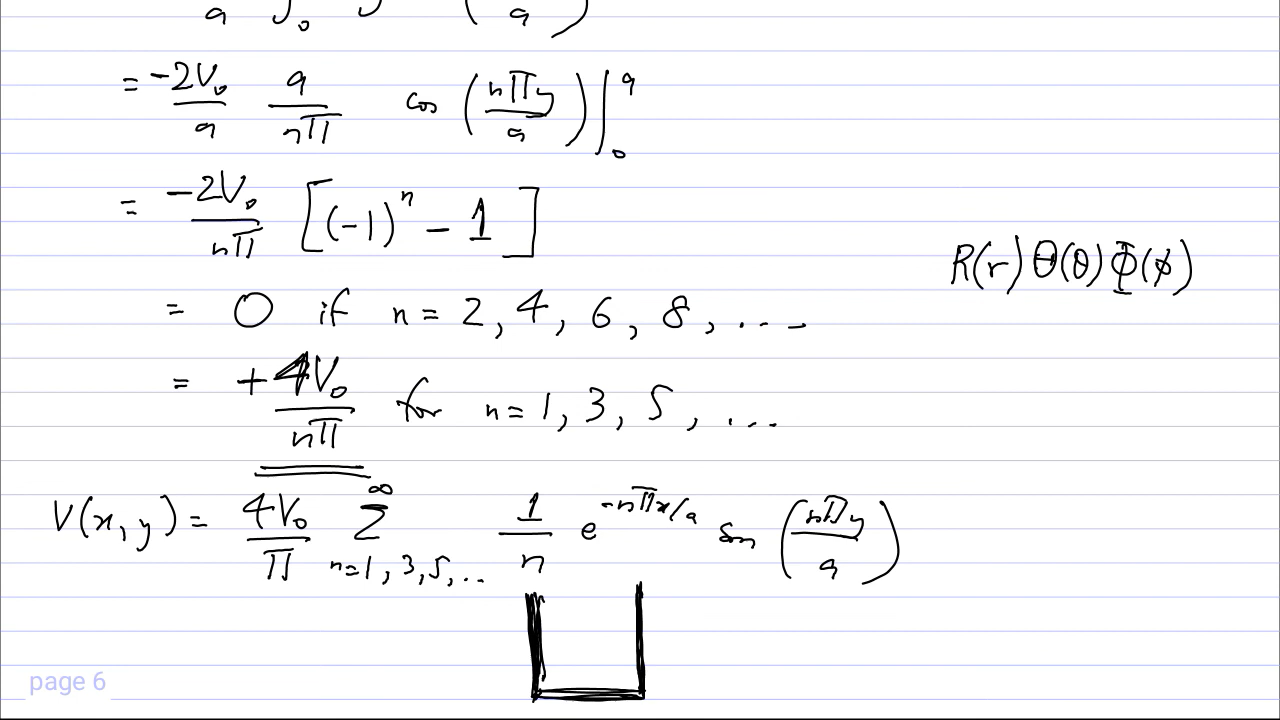 a ∫₀ y ( a )
= -2V₀/a a/nπ cos (nπy/a) |₀ᵃ
= -2V₀/nπ [(-1)ⁿ - 1]
R(r) Θ(θ) Φ(ϕ)
= 0 if n = 2, 4, 6, 8, ...
= +4V₀/nπ for n = 1, 3, 5, ...
V(x, y) = 4V₀/π Σ^∞ n=1, 3, 5, .. 1/n e^(-nπx/a) sin (nπy/a)
page 6